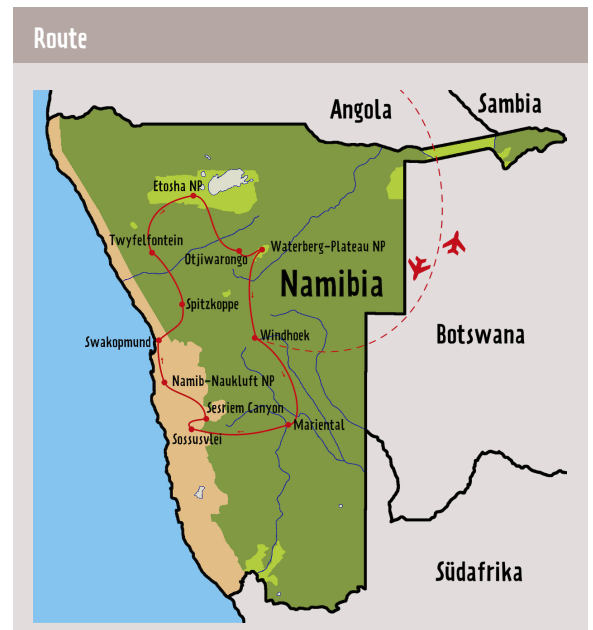 Route
Angola
Sambia
Etosha NP
Twyfelfontein
Otjiwarongo
Waterberg-Plateau NP
Namibia
Spitzkoppe
Swakopmund
Windhoek
Botswana
Namib-Naukluft NP
Sesriem Canyon
Mariental
Sossusvlei
Südafrika